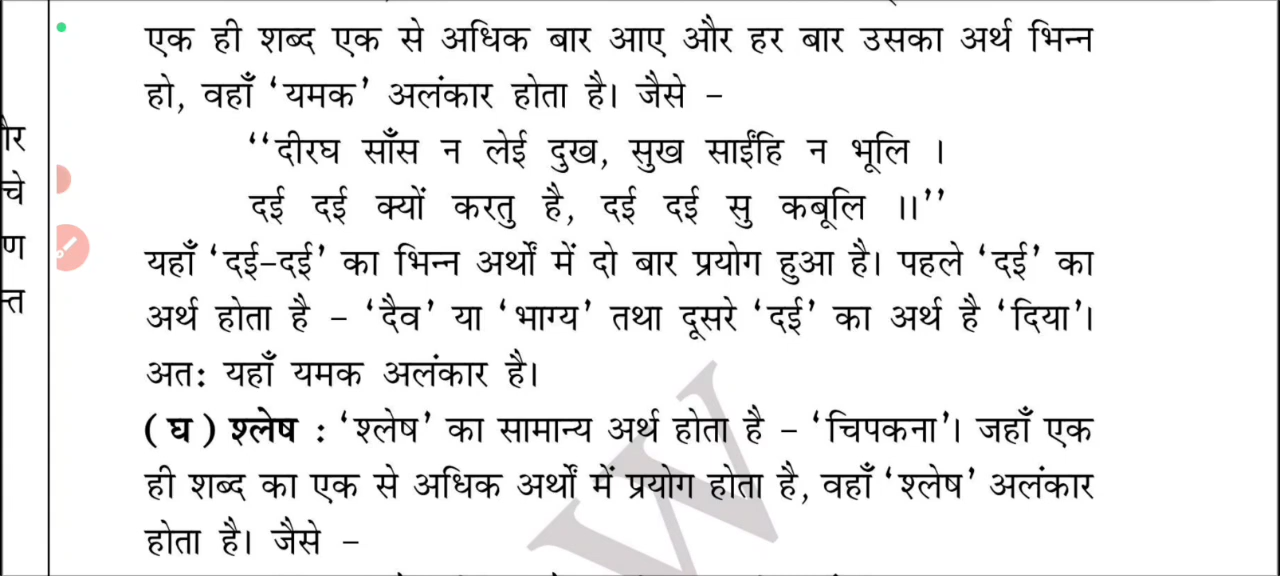 एक ही शब्द एक से अधिक बार आए और हर बार उसका अर्थ भिन्न
हो, वहाँ ‘यमक’ अलंकार होता है। जैसे –
‘‘दीरघ साँस न लेई दुख, सुख साईंहि न भूलि ।
दई दई क्यों करतु है, दई दई सु कबूलि ।।’’
यहाँ ‘दई-दई’ का भिन्न अर्थों में दो बार प्रयोग हुआ है। पहले ‘दई’ का
अर्थ होता है – ‘दैव’ या ‘भाग्य’ तथा दूसरे ‘दई’ का अर्थ है ‘दिया’।
अत: यहाँ यमक अलंकार है।
(घ) श्लेष : ‘श्लेष’ का सामान्य अर्थ होता है – ‘चिपकना’। जहाँ एक
ही शब्द का एक से अधिक अर्थों में प्रयोग होता है, वहाँ ‘श्लेष’ अलंकार
होता है। जैसे –